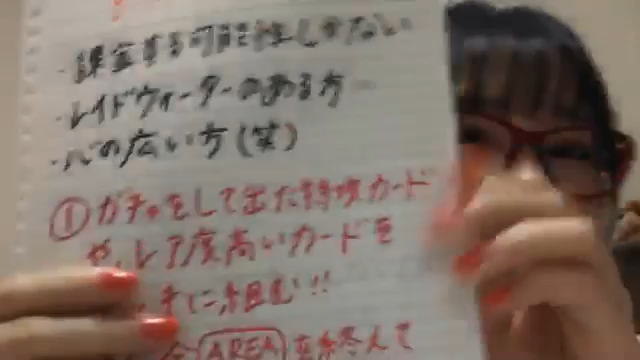 ・課金する可能性しかない
・レイドウォーターのある方
・心の広い方(笑)
①ガチャをして出た特攻カード
や、レア度高いカードを
に組む!!
AREA を